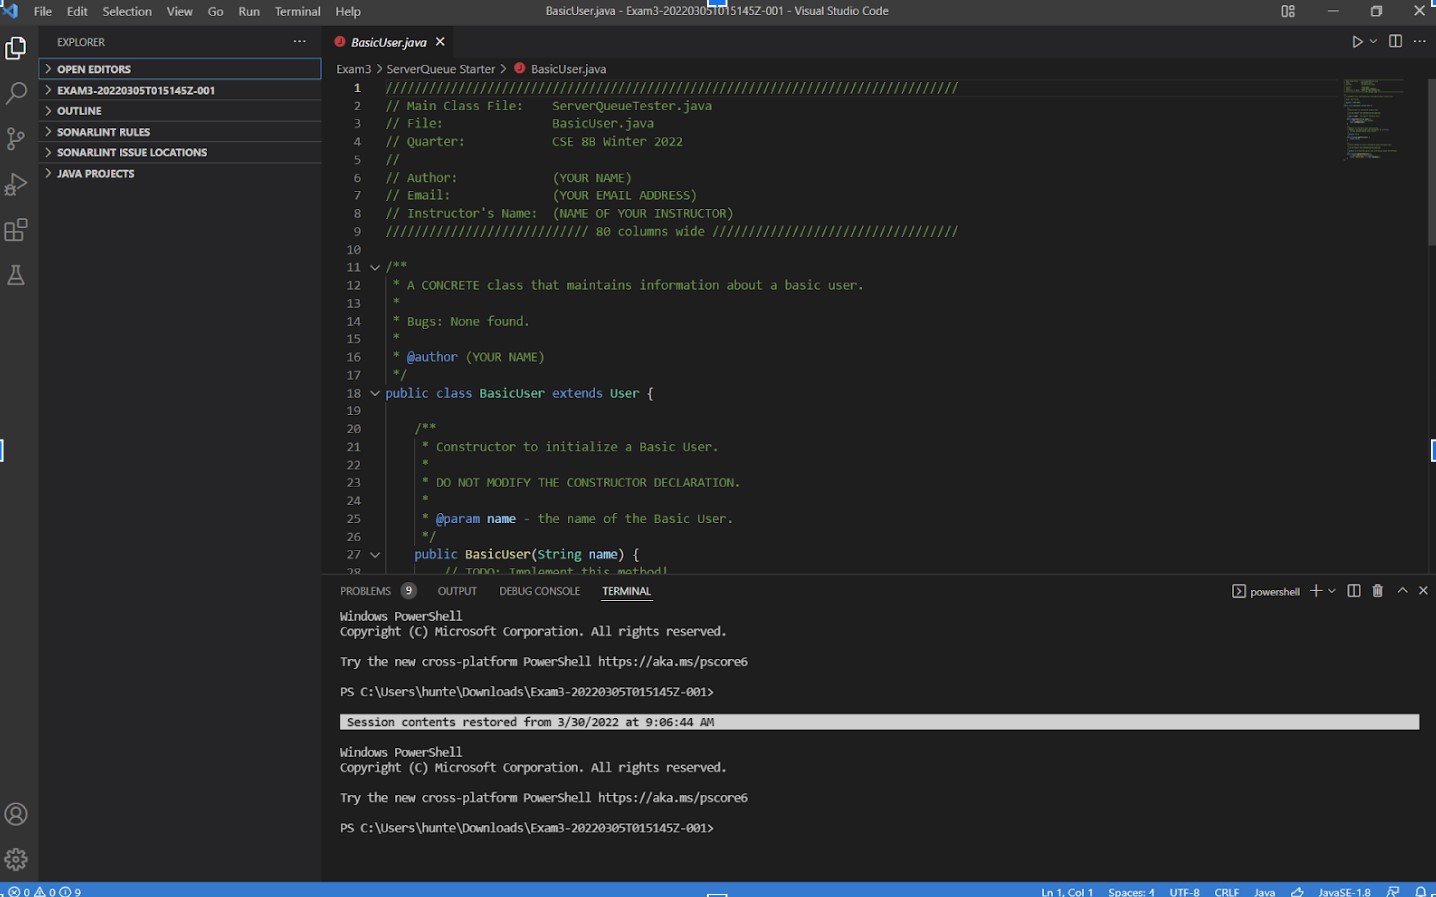 File Edit Selection View Go Run Terminal Help
BasicUser.java - Exam3-20220305T015145Z-001 - Visual Studio Code
EXPLORER
OPEN EDITORS
EXAM3-20220305T015145Z-001
OUTLINE
SONARLINT RULES
SONARLINT ISSUE LOCATIONS
JAVA PROJECTS
BasicUser.java
Exam3 > ServerQueue Starter > BasicUser.java
1 ///////////////////////////////////////////////////////////////////////////////
2 // Main Class File:    ServerQueueTester.java
3 // File:               BasicUser.java
4 // Quarter:            CSE 8B Winter 2022
5 //
6 // Author:             (YOUR NAME)
7 // Email:              (YOUR EMAIL ADDRESS)
8 // Instructor's Name:  (NAME OF YOUR INSTRUCTOR)
9 //////////////////////////// 80 columns wide //////////////////////////////////
10
11 /**
12  * A CONCRETE class that maintains information about a basic user.
13  *
14  * Bugs: None found.
15  *
16  * @author (YOUR NAME)
17  */
18 public class BasicUser extends User {
19
20     /**
21      * Constructor to initialize a Basic User.
22      *
23      * DO NOT MODIFY THE CONSTRUCTOR DECLARATION.
24      *
25      * @param name - the name of the Basic User.
26      */
27     public BasicUser(String name) {
28         // TODO: Implement this method!
PROBLEMS 9 OUTPUT DEBUG CONSOLE TERMINAL
powershell
Windows PowerShell
Copyright (C) Microsoft Corporation. All rights reserved.
Try the new cross-platform PowerShell https://aka.ms/pscore6
PS C:\Users\hunte\Downloads\Exam3-20220305T015145Z-001>
Session contents restored from 3/30/2022 at 9:06:44 AM
Windows PowerShell
Copyright (C) Microsoft Corporation. All rights reserved.
Try the new cross-platform PowerShell https://aka.ms/pscore6
PS C:\Users\hunte\Downloads\Exam3-20220305T015145Z-001>
0 0 9
Ln 1, Col 1 Spaces: 4 UTF-8 CRLF Java JavaSE-1.8